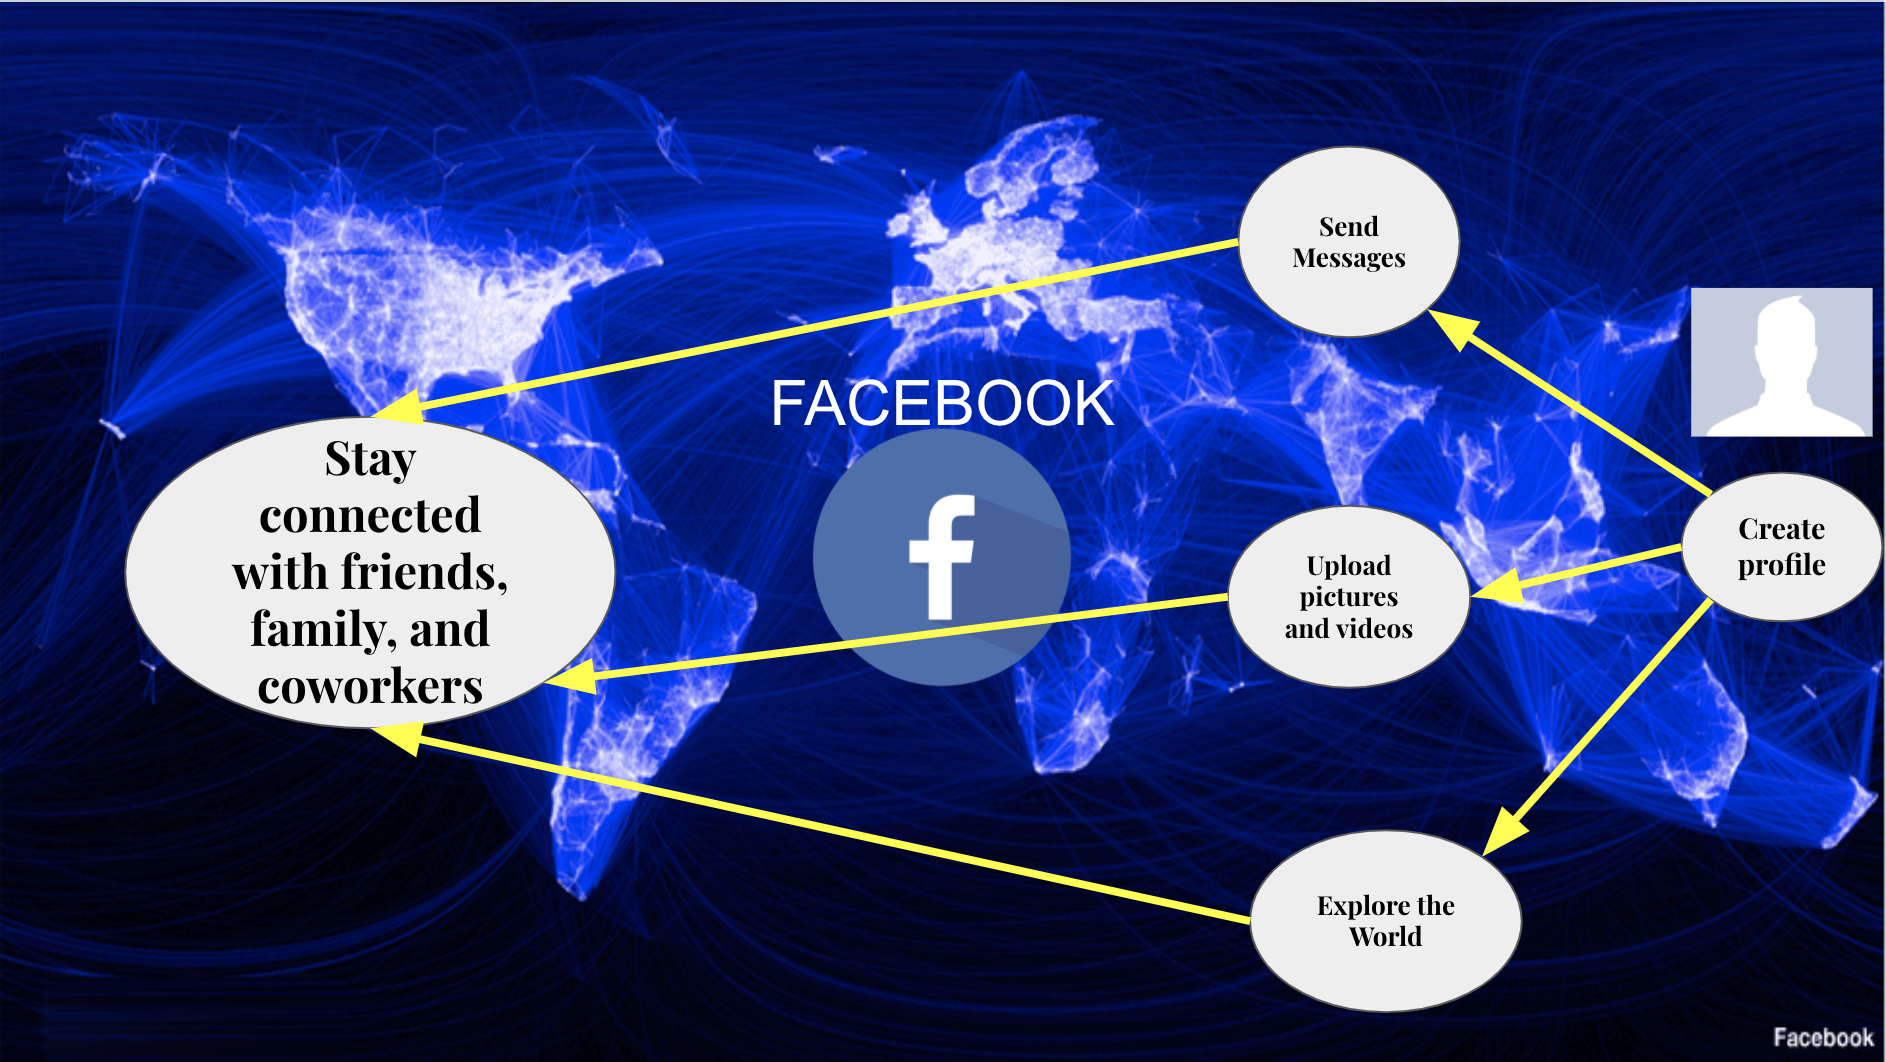 FACEBOOK
Send
Messages
Stay
connected
with friends,
family, and
coworkers
Upload
pictures
and videos
Create
profile
Explore the
World
Facebook